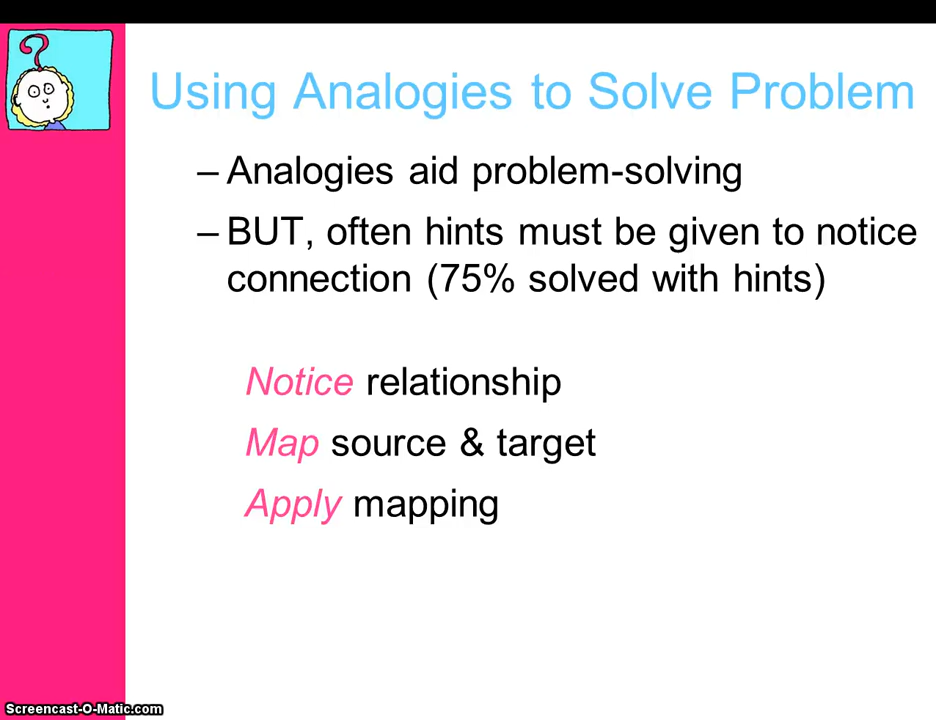 ?
Using Analogies to Solve Problem
– Analogies aid problem-solving
– BUT, often hints must be given to notice
connection (75% solved with hints)
Notice relationship
Map source & target
Apply mapping
Screencast-O-Matic.com